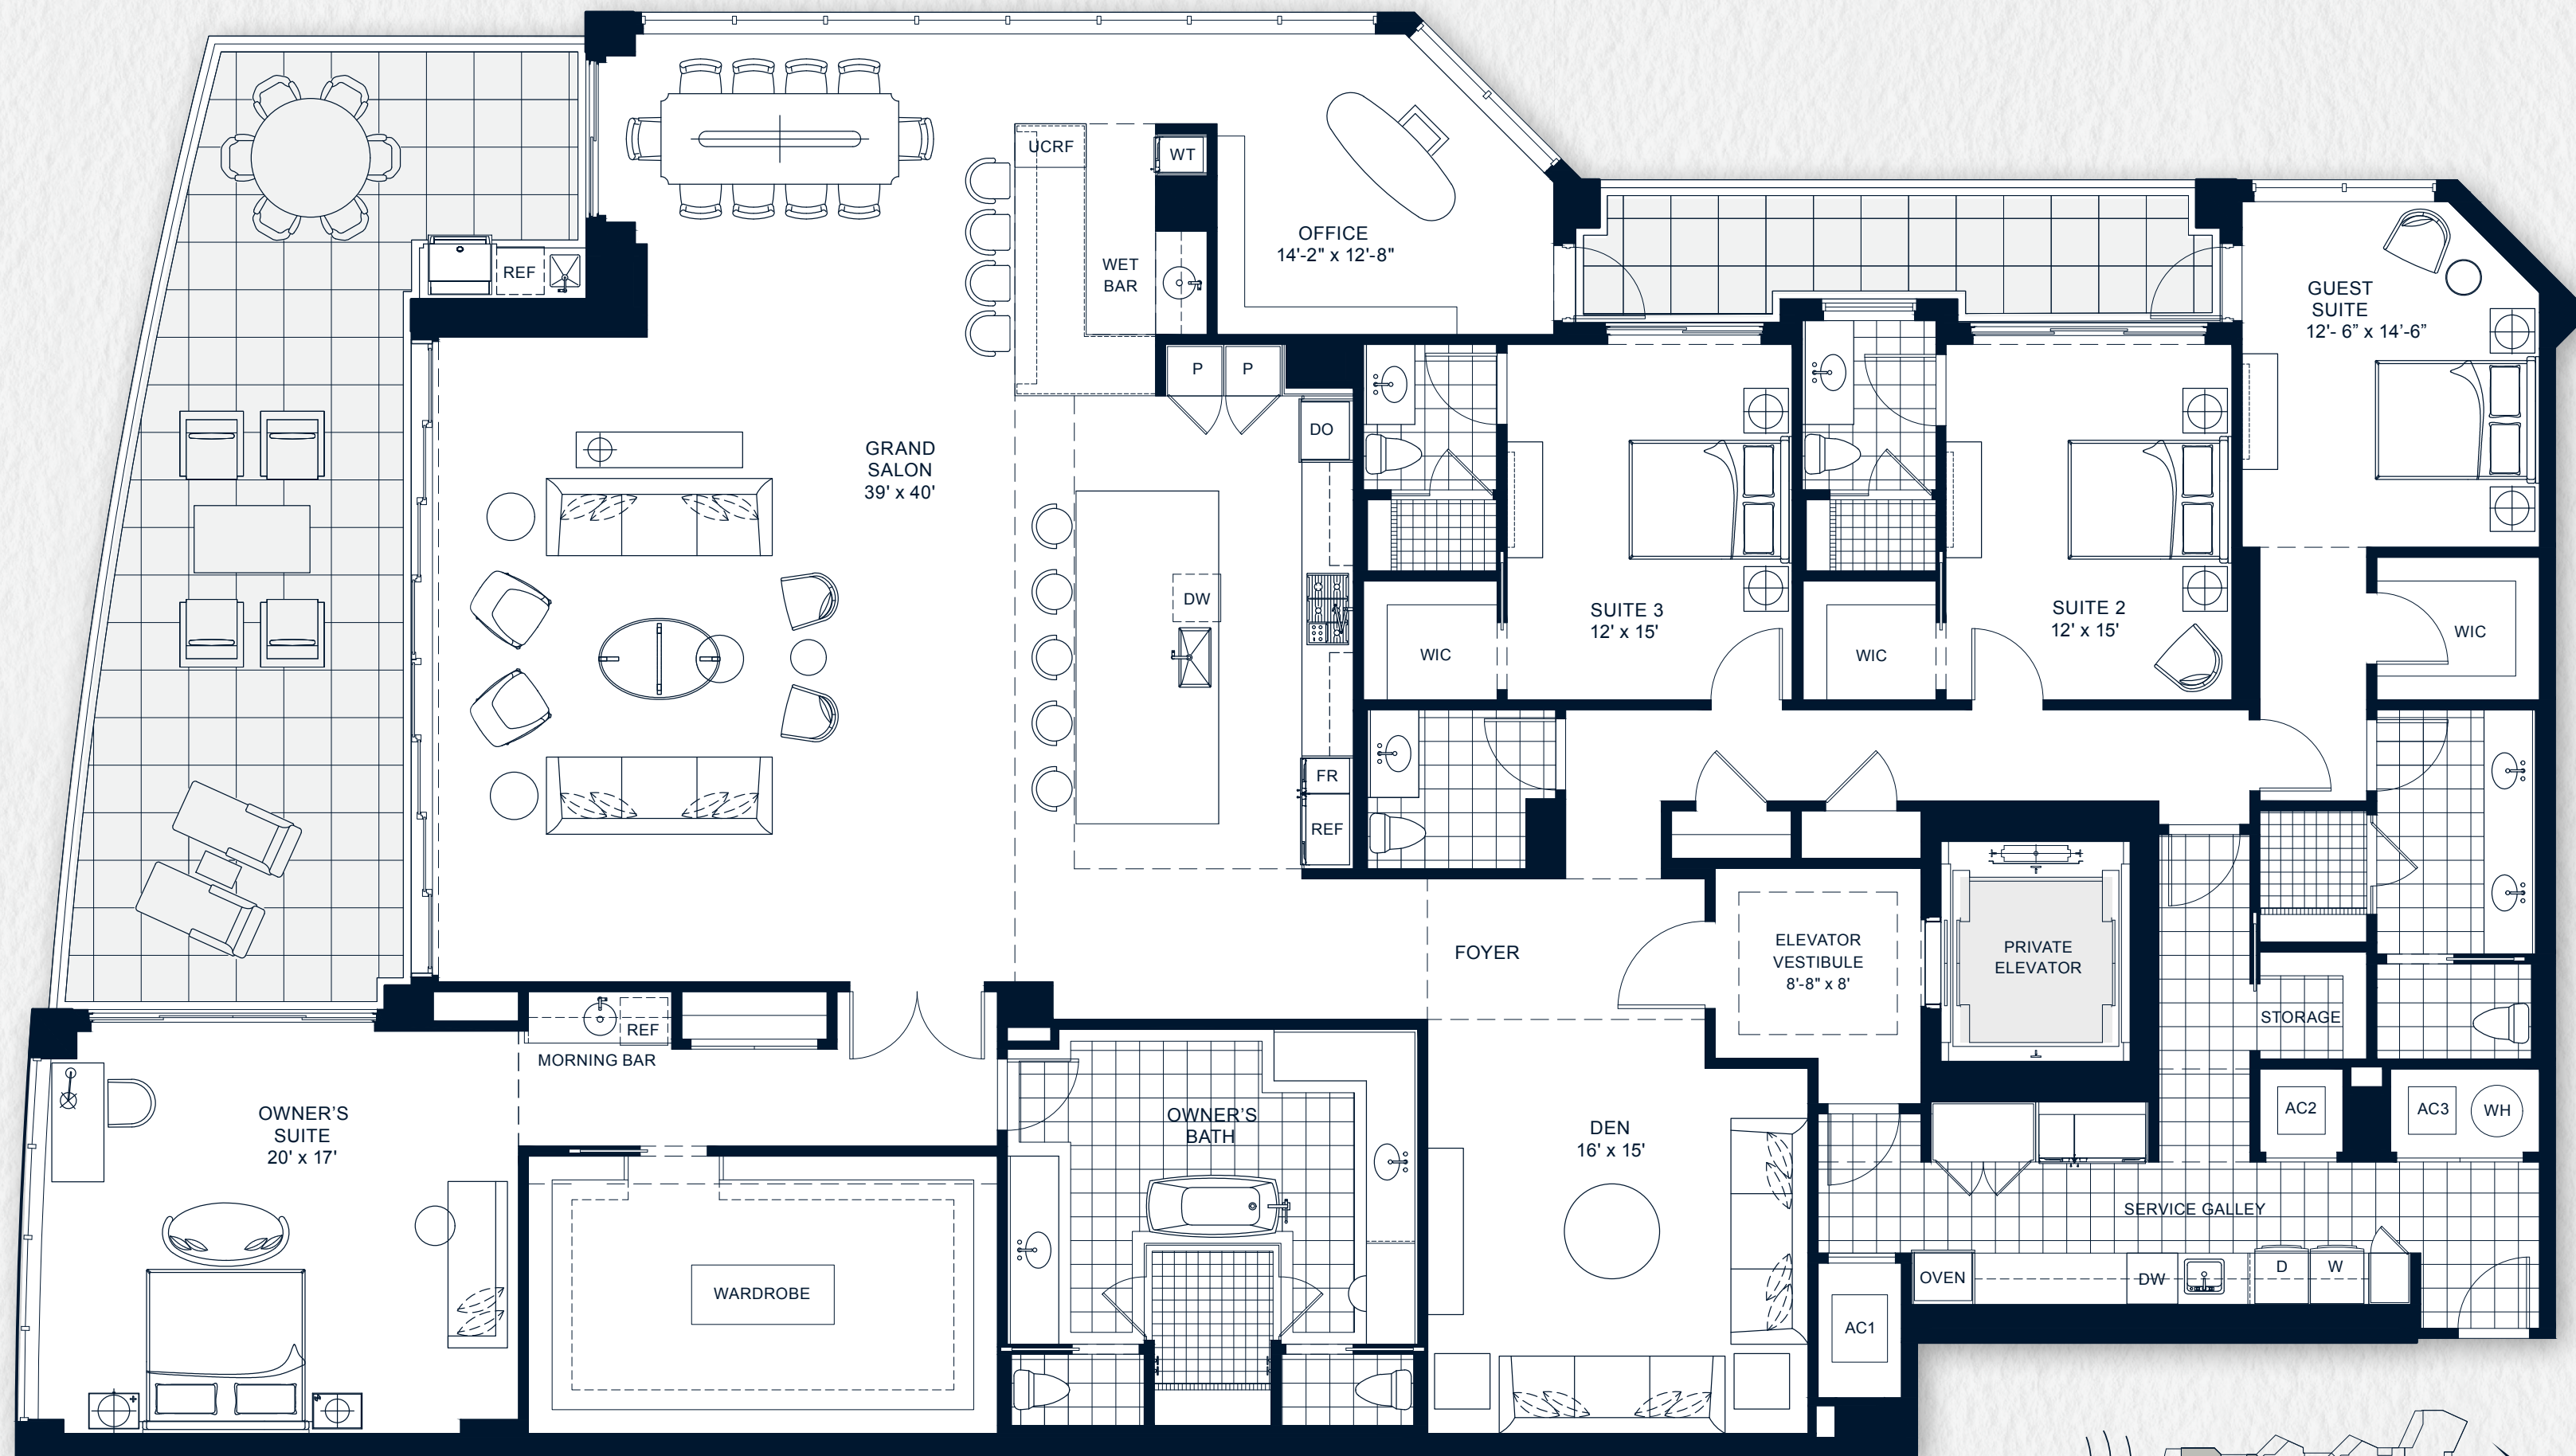 UCRF
WT
WET
BAR
OFFICE
14'-2" x 12'-8"
REF
GUEST
SUITE
12'- 6” x 14’-6”
P
P
DO
GRAND
SALON
39' x 40'
DW
SUITE 3
12' x 15'
SUITE 2
12' x 15'
WIC
WIC
WIC
FR
REF
FOYER
ELEVATOR
VESTIBULE
8'-8" x 8'
PRIVATE
ELEVATOR
STORAGE
REF
MORNING BAR
OWNER’S
SUITE
20' x 17'
OWNER’S
BATH
DEN
16' x 15'
AC2
AC3
WH
SERVICE GALLEY
WARDROBE
OVEN
DW
D
W
AC1